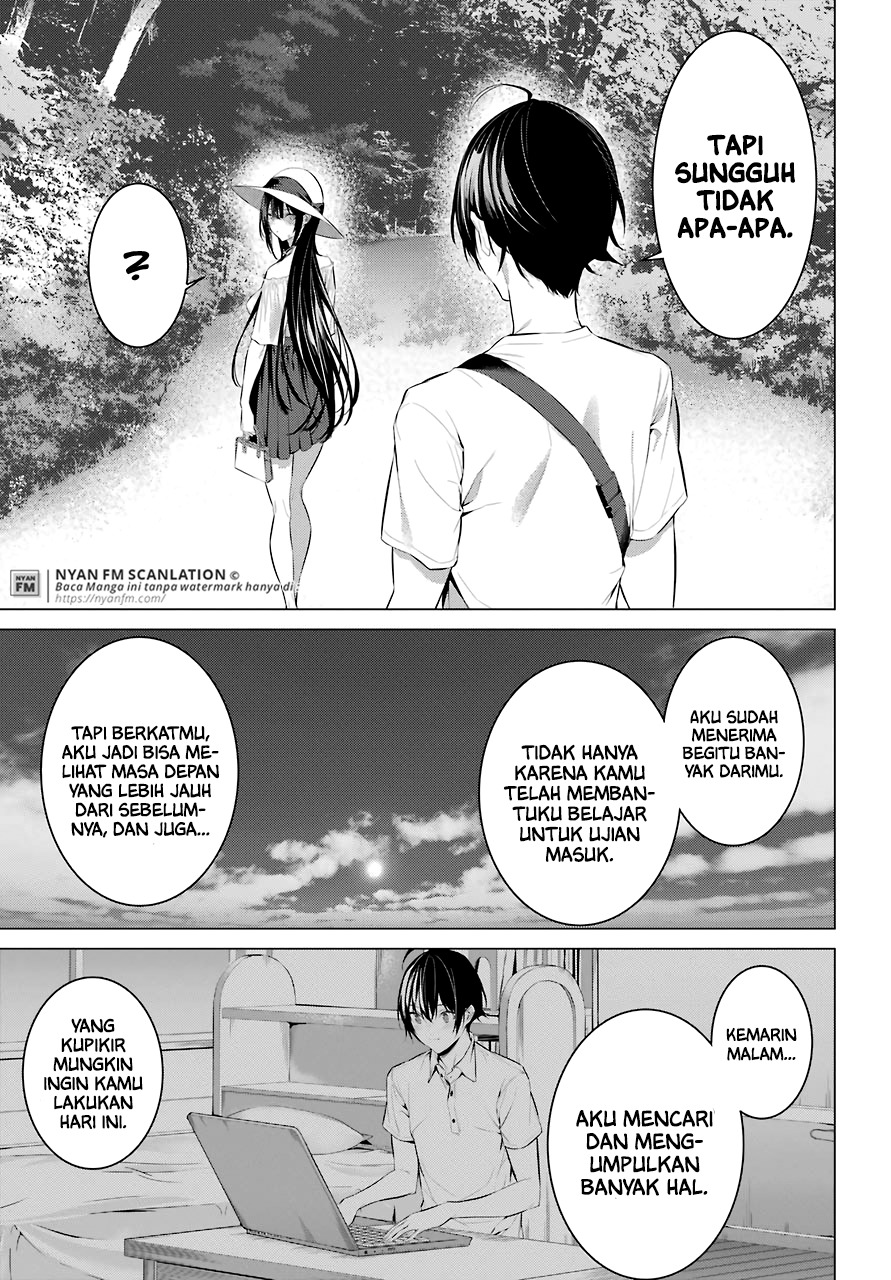 TAPI
SUNGGUH
TIDAK
APA-APA.
?
NYAN FM
NYAN FM SCANLATION ©
Baca Manga ini tanpa watermark hanya di
https://nyanfm.com/
AKU SUDAH
MENERIMA
BEGITU BAN-
YAK DARIMU.
TIDAK HANYA
KARENA KAMU
TELAH MEMBAN-
TUKU BELAJAR
UNTUK UJIAN
MASUK.
TAPI BERKATMU,
AKU JADI BISA ME-
LIHAT MASA DEPAN
YANG LEBIH JAUH
DARI SEBELUM-
NYA, DAN JUGA...
KEMARIN
MALAM...
AKU MENCARI
DAN MENG-
UMPULKAN
BANYAK HAL.
YANG
KUPIKIR
MUNGKIN
INGIN KAMU
LAKUKAN
HARI INI.